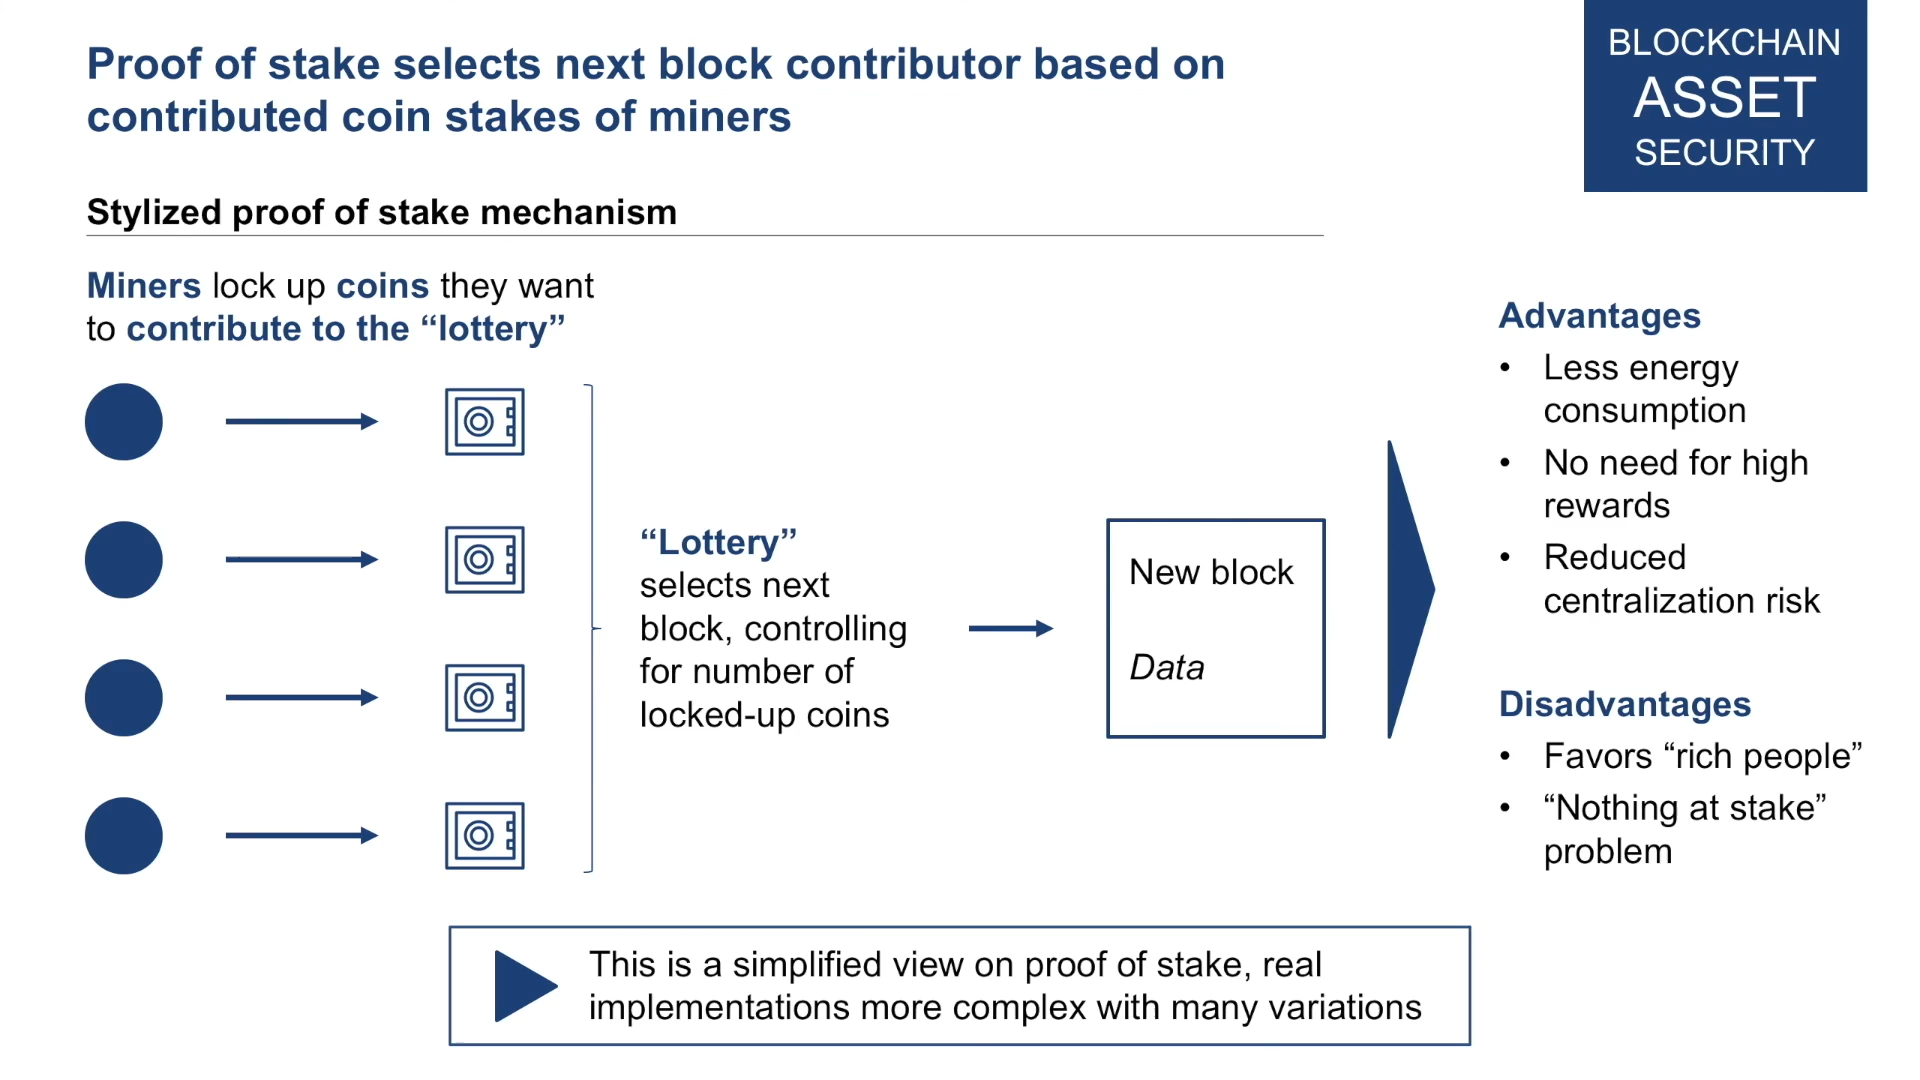 Proof of stake selects next block contributor based on
contributed coin stakes of miners
BLOCKCHAIN
ASSET
SECURITY
Stylized proof of stake mechanism
Miners lock up coins they want
to contribute to the “lottery”
“Lottery”
selects next
block, controlling
for number of
locked-up coins
New block
Data
Advantages
• Less energy
consumption
• No need for high
rewards
• Reduced
centralization risk
Disadvantages
• Favors “rich people”
• “Nothing at stake”
problem
This is a simplified view on proof of stake, real
implementations more complex with many variations